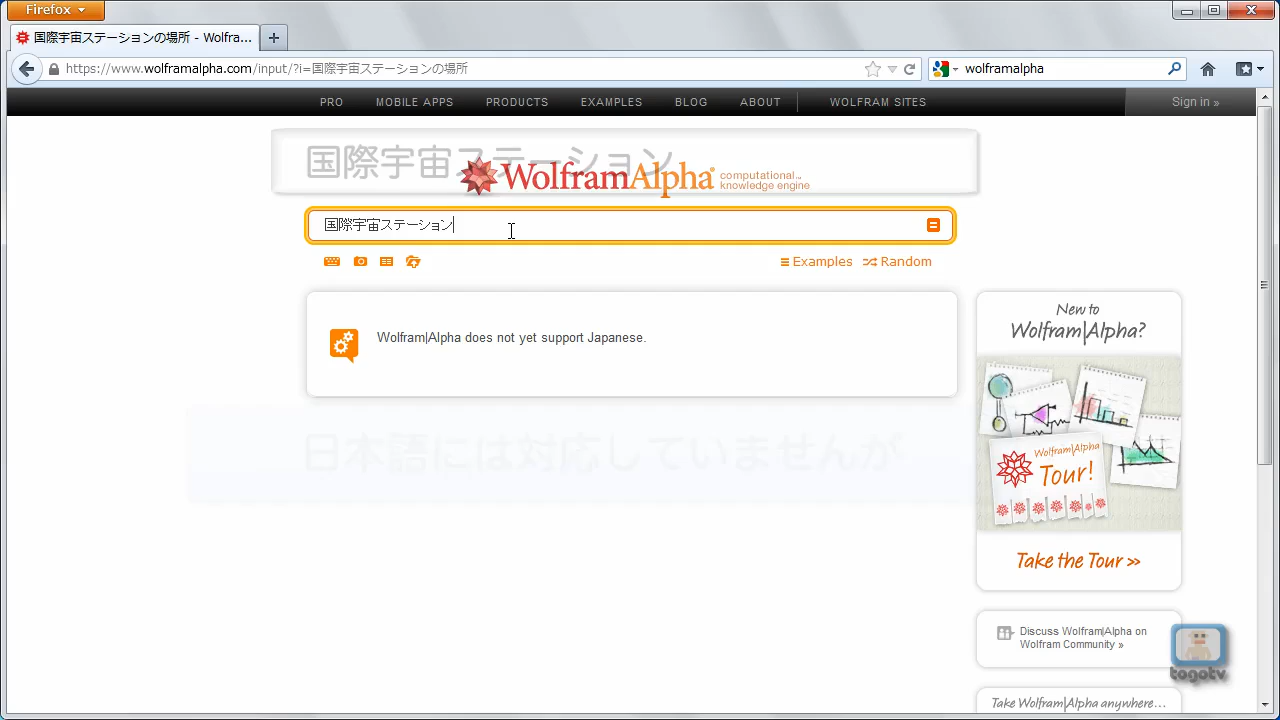 Firefox
国際宇宙ステーションの場所 - Wolfra...
https://www.wolframalpha.com/input/?i=国際宇宙ステーションの場所
wolframalpha
PRO MOBILE APPS PRODUCTS EXAMPLES BLOG ABOUT WOLFRAM SITES Sign in »
国際宇宙ステーション
WolframAlpha computational... knowledge engine
国際宇宙ステーション
Examples Random
Wolfram|Alpha does not yet support Japanese.
日本語には対応していませんが
New to
Wolfram|Alpha?
Wolfram|Alpha
Tour!
Take the Tour »
Discuss Wolfram|Alpha on
Wolfram Community »
togotv
Take Wolfram|Alpha anywhere...